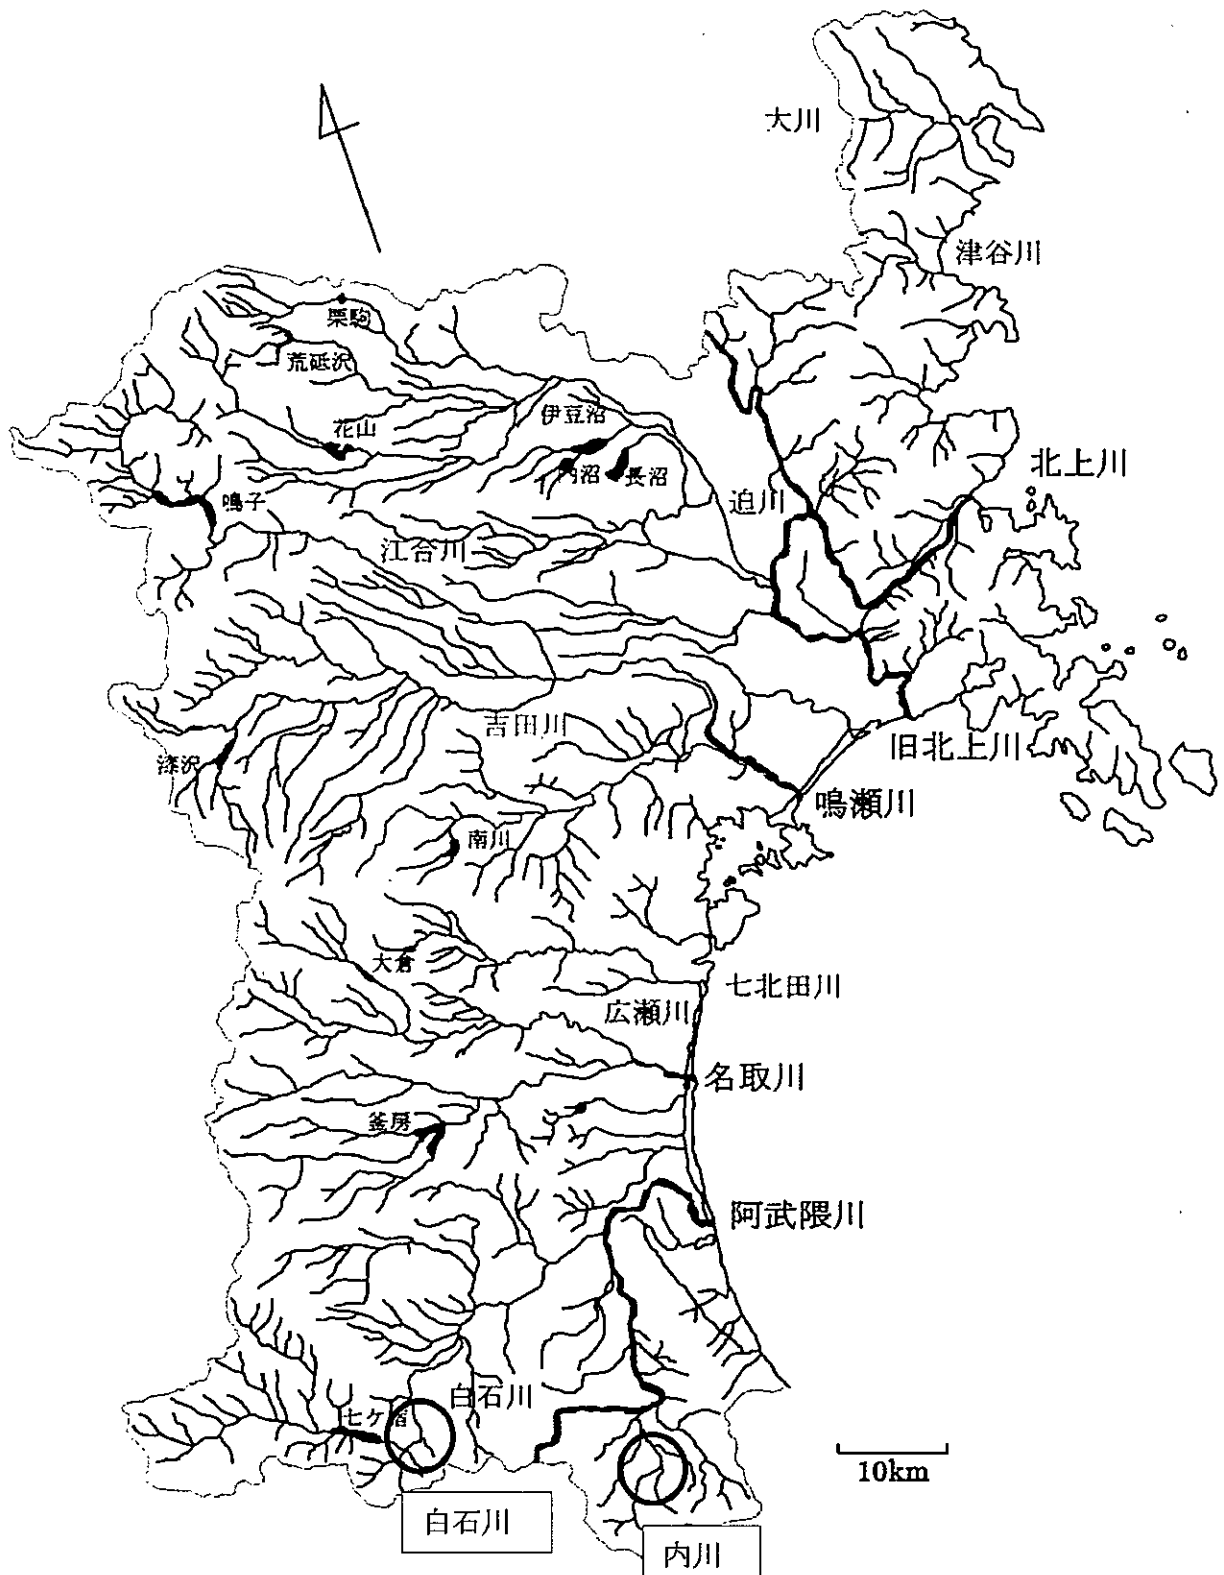 大川
津谷川
栗駒
荒砥沢
伊豆沼
花山
内沼
長沼
北上川
鳴子
迫川
江合川
吉田川
旧北上川
漆沢
鳴瀬川
南川
大倉
七北田川
広瀬川
名取川
釜房
阿武隈川
白石川
七ケ宿
10km
白石川
内川